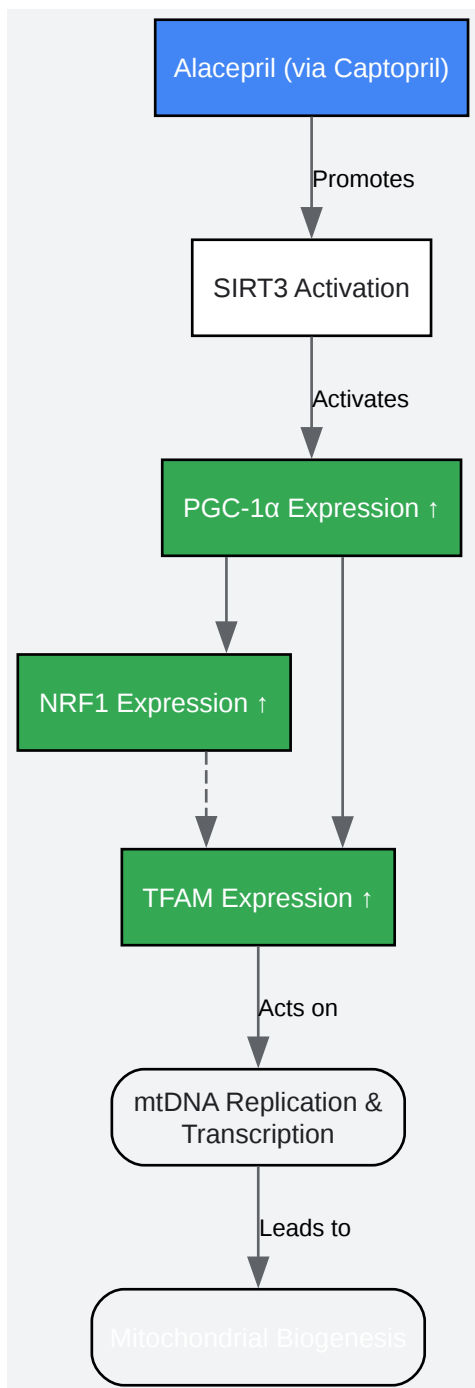 Alacepril (via Captopril)
Promotes
SIRT3 Activation
Activates
PGC-1α Expression ↑
NRF1 Expression ↑
TFAM Expression ↑
Acts on
mtDNA Replication &
Transcription
Leads to
Mitochondrial Biogenesis